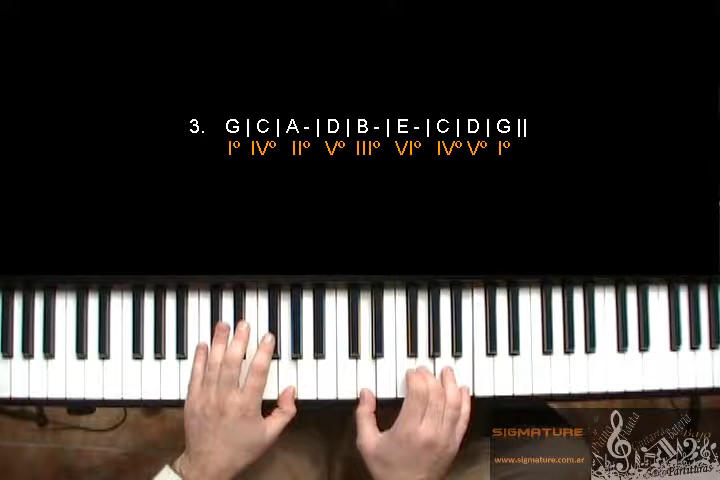 3. G | C | A - | D | B - | E - | C | D | G ||
Iº IVº IIº Vº IIIº VIº IVº Vº Iº
SIGMATURE
www.sigmature.com.ar
Partituras